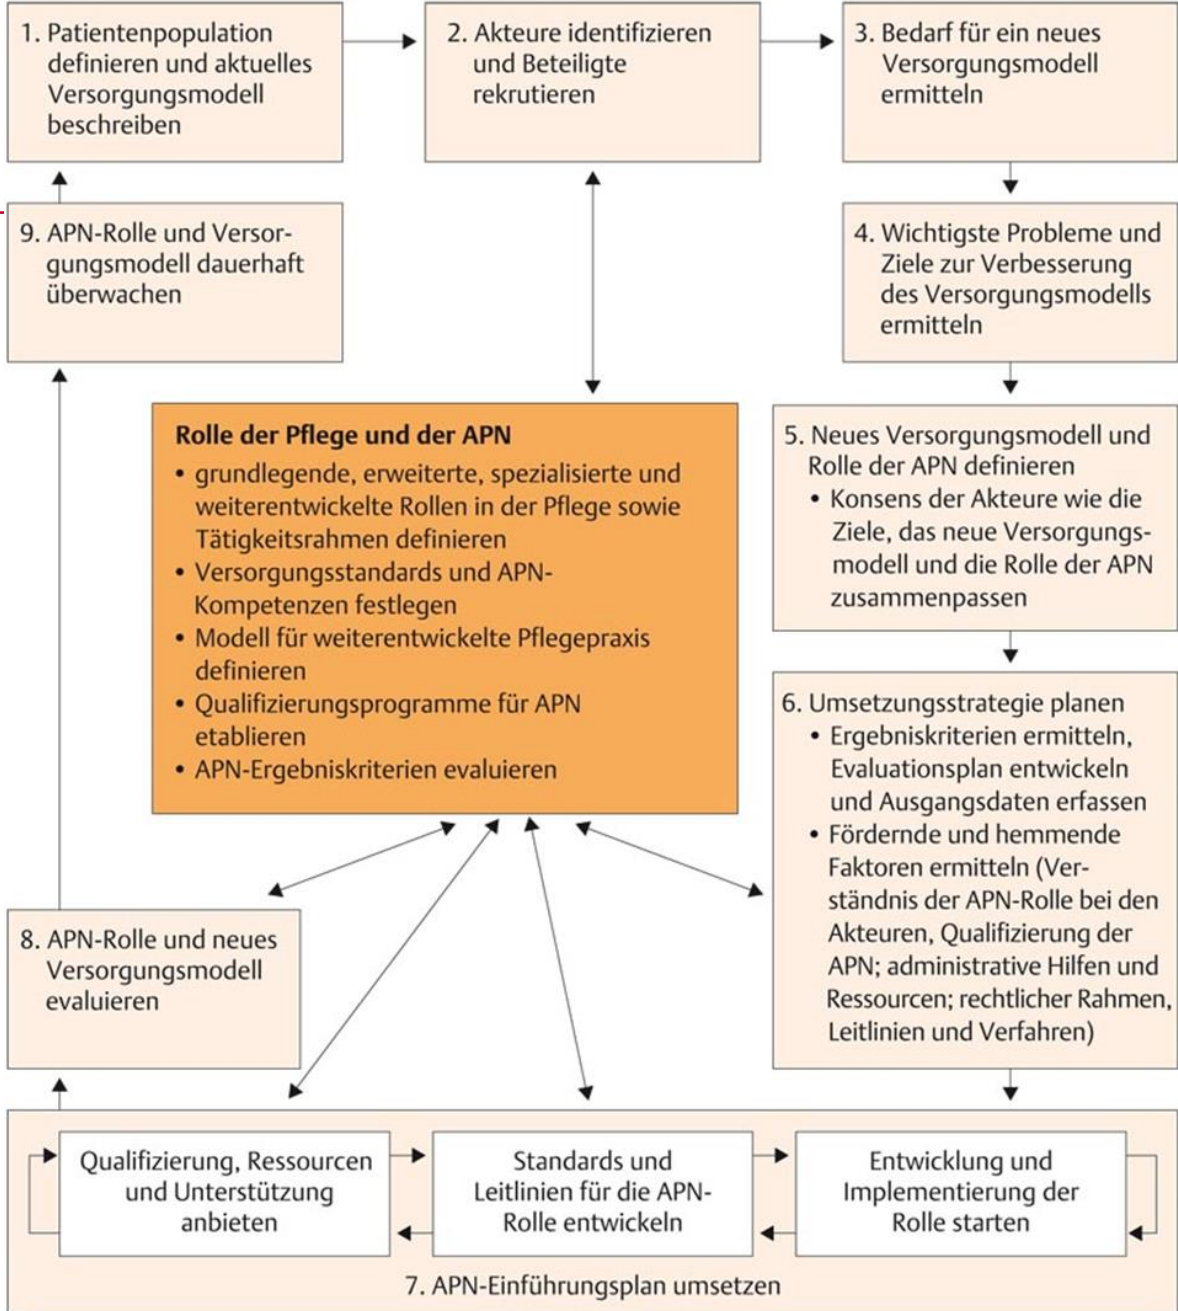 1. Patientenpopulation
definieren und aktuelles
Versorgungsmodell
beschreiben
2. Akteure identifizieren
und Beteiligte
rekrutieren
3. Bedarf für ein neues
Versorgungsmodell
ermitteln
4. Wichtigste Probleme und
Ziele zur Verbesserung
des Versorgungsmodells
ermitteln
5. Neues Versorgungsmodell und
Rolle der APN definieren
• Konsens der Akteure wie die
Ziele, das neue Versorgungs-
modell und die Rolle der APN
zusammenpassen
6. Umsetzungsstrategie planen
• Ergebniskriterien ermitteln,
Evaluationsplan entwickeln
und Ausgangsdaten erfassen
• Fördernde und hemmende
Faktoren ermitteln (Ver-
ständnis der APN-Rolle bei den
Akteuren, Qualifizierung der
APN; administrative Hilfen und
Ressourcen; rechtlicher Rahmen,
Leitlinien und Verfahren)
Qualifizierung, Ressourcen
und Unterstützung
anbieten
Standards und
Leitlinien für die APN-
Rolle entwickeln
Entwicklung und
Implementierung der
Rolle starten
7. APN-Einführungsplan umsetzen
8. APN-Rolle und neues
Versorgungsmodell
evaluieren
9. APN-Rolle und Versor-
gungsmodell dauerhaft
überwachen
Rolle der Pflege und der APN
• grundlegende, erweiterte, spezialisierte und
weiterentwickelte Rollen in der Pflege sowie
Tätigkeitsrahmen definieren
• Versorgungsstandards und APN-
Kompetenzen festlegen
• Modell für weiterentwickelte Pflegepraxis
definieren
• Qualifizierungsprogramme für APN
etablieren
• APN-Ergebniskriterien evaluieren